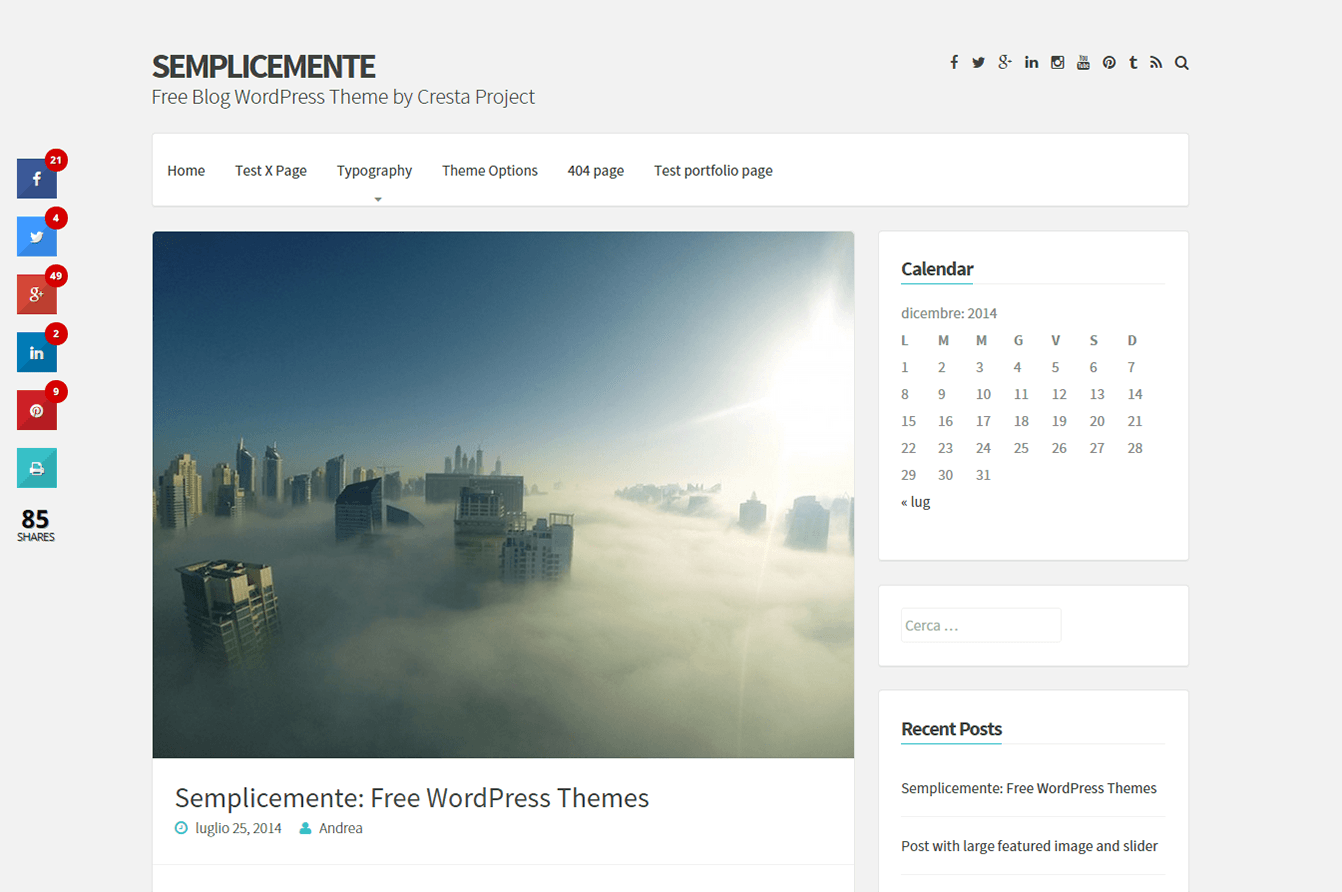 SEMPLICEMENTE
Free Blog WordPress Theme by Cresta Project
Home Test X Page Typography Theme Options 404 page Test portfolio page
21
4
49
2
9
85
SHARES
Semplicemente: Free WordPress Themes
luglio 25, 2014 Andrea
Calendar
dicembre: 2014
L M M G V S D
1 2 3 4 5 6 7
8 9 10 11 12 13 14
15 16 17 18 19 20 21
22 23 24 25 26 27 28
29 30 31
« lug
Cerca …
Recent Posts
Semplicemente: Free WordPress Themes
Post with large featured image and slider